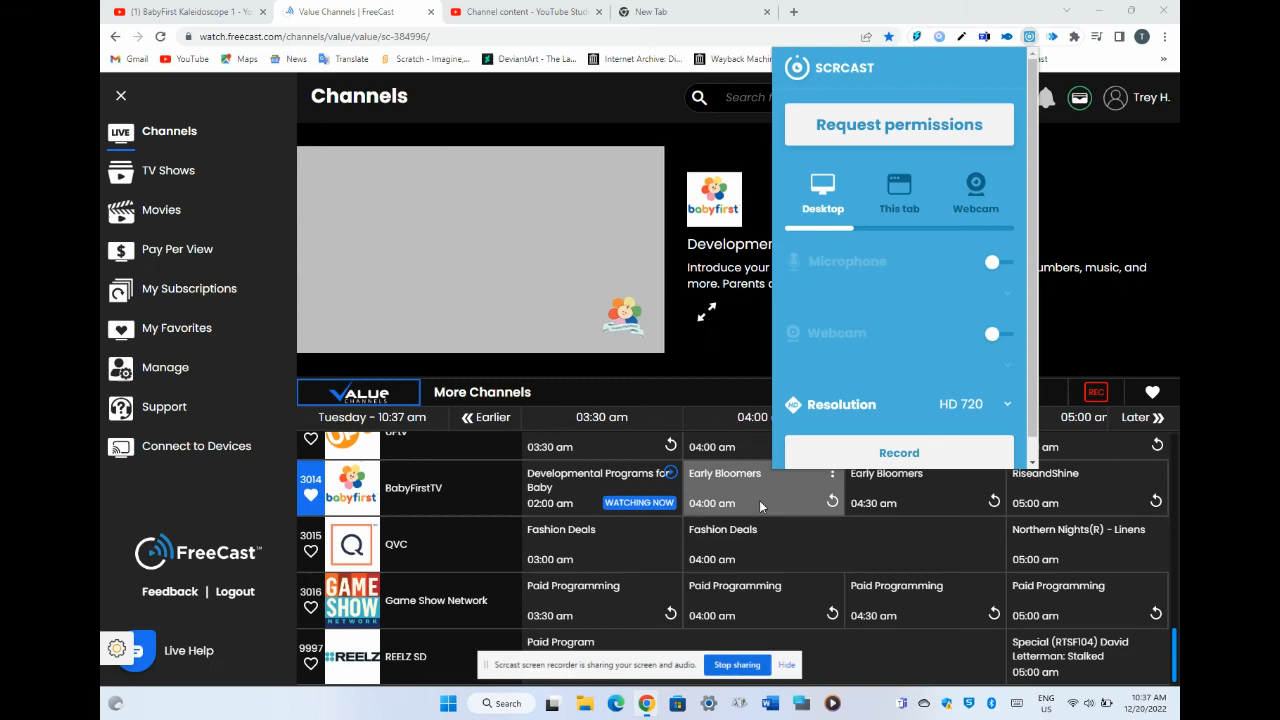 (1) BabyFirst Kaleidoscope 1 - Yo
Value Channels | FreeCast
Channel content - YouTube Stud
New Tab
watch.freecast.com/channels/value/value/sc-384996/
Gmail
YouTube
Maps
News
Translate
Scratch - Imagine,...
DeviantArt - The La...
Internet Archive: Di...
Wayback Machi
ost
T
Channels
Search f
Trey H.
LIVE
Channels
TV Shows
Movies
Pay Per View
My Subscriptions
My Favorites
Manage
Support
Connect to Devices
FreeCast
Feedback | Logout
Live Help
babyfirst
Developme
Introduce your
umbers, music, and
more. Parents c
SCRCAST
Request permissions
Desktop
This tab
Webcam
Microphone
Webcam
HD Resolution
HD 720
Record
VALUE
CHANNELS
More Channels
REC
Tuesday - 10:37 am
Earlier
03:30 am
04:00
05:00 ar
Later
UPtv
03:30 am
04:00 am
3014
babyfirst
BabyFirstTV
Developmental Programs for
Baby
02:00 am
WATCHING NOW
Early Bloomers
04:00 am
Early Bloomers
04:30 am
RiseandShine
05:00 am
3015
Q
QVC
Fashion Deals
03:00 am
Fashion Deals
04:00 am
Northern Nights(R) - Linens
05:00 am
3016
GAME
SHOW
NETWORK
Game Show Network
Paid Programming
03:30 am
Paid Programming
04:00 am
Paid Programming
04:30 am
Paid Programming
05:00 am
9997
REELZ
REELZ SD
Paid Program
Special (RTSF104) David
Letterman: Stalked
05:00 am
Scrcast screen recorder is sharing your screen and audio.
Stop sharing
Hide
Search
ENG
US
10:37 AM
12/20/2022